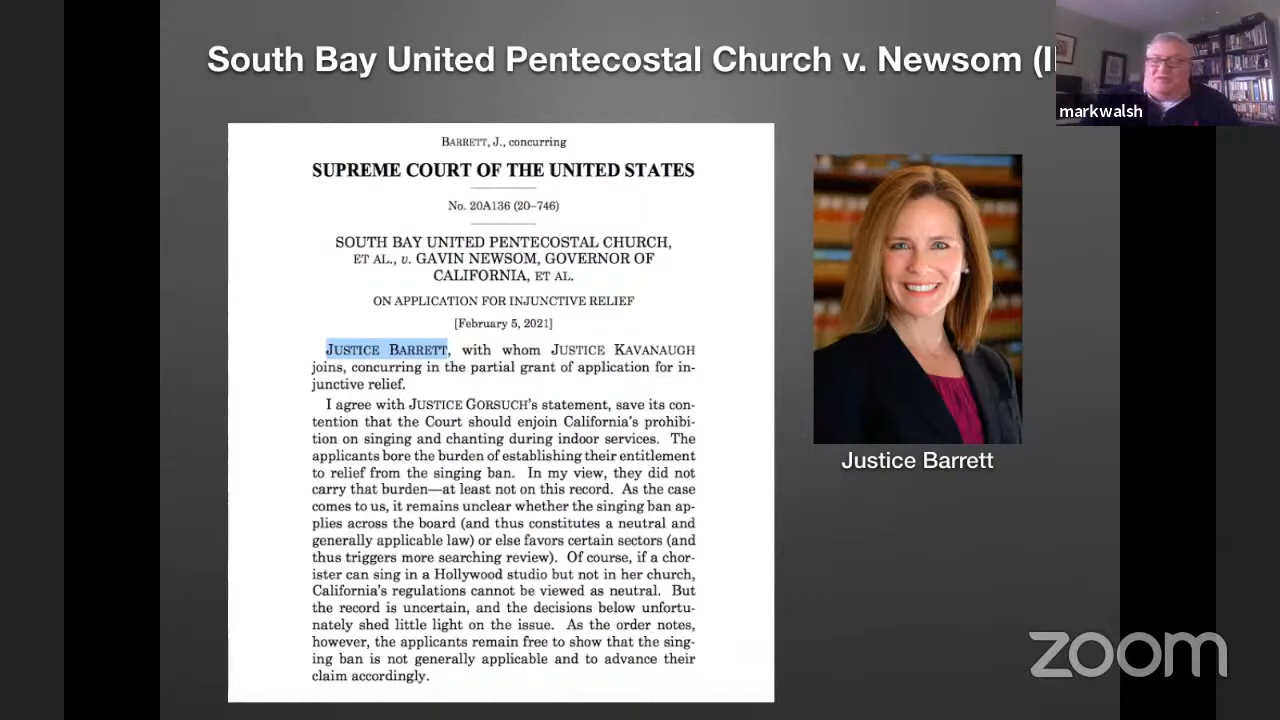 South Bay United Pentecostal Church v. Newsom (I
markwalsh
BARRETT, J., concurring
SUPREME COURT OF THE UNITED STATES
No. 20A136 (20–746)
SOUTH BAY UNITED PENTECOSTAL CHURCH,
ET AL., v. GAVIN NEWSOM, GOVERNOR OF
CALIFORNIA, ET AL.
ON APPLICATION FOR INJUNCTIVE RELIEF
[February 5, 2021]
JUSTICE BARRETT, with whom JUSTICE KAVANAUGH
joins, concurring in the partial grant of application for in-
junctive relief.
I agree with JUSTICE GORSUCH's statement, save its con-
tention that the Court should enjoin California's prohibi-
tion on singing and chanting during indoor services. The
applicants bore the burden of establishing their entitlement
to relief from the singing ban. In my view, they did not
carry that burden—at least not on this record. As the case
comes to us, it remains unclear whether the singing ban ap-
plies across the board (and thus constitutes a neutral and
generally applicable law) or else favors certain sectors (and
thus triggers more searching review). Of course, if a chor-
ister can sing in a Hollywood studio but not in her church,
California's regulations cannot be viewed as neutral. But
the record is uncertain, and the decisions below unfortu-
nately shed little light on the issue. As the order notes,
however, the applicants remain free to show that the sing-
ing ban is not generally applicable and to advance their
claim accordingly.
Justice Barrett
zoom